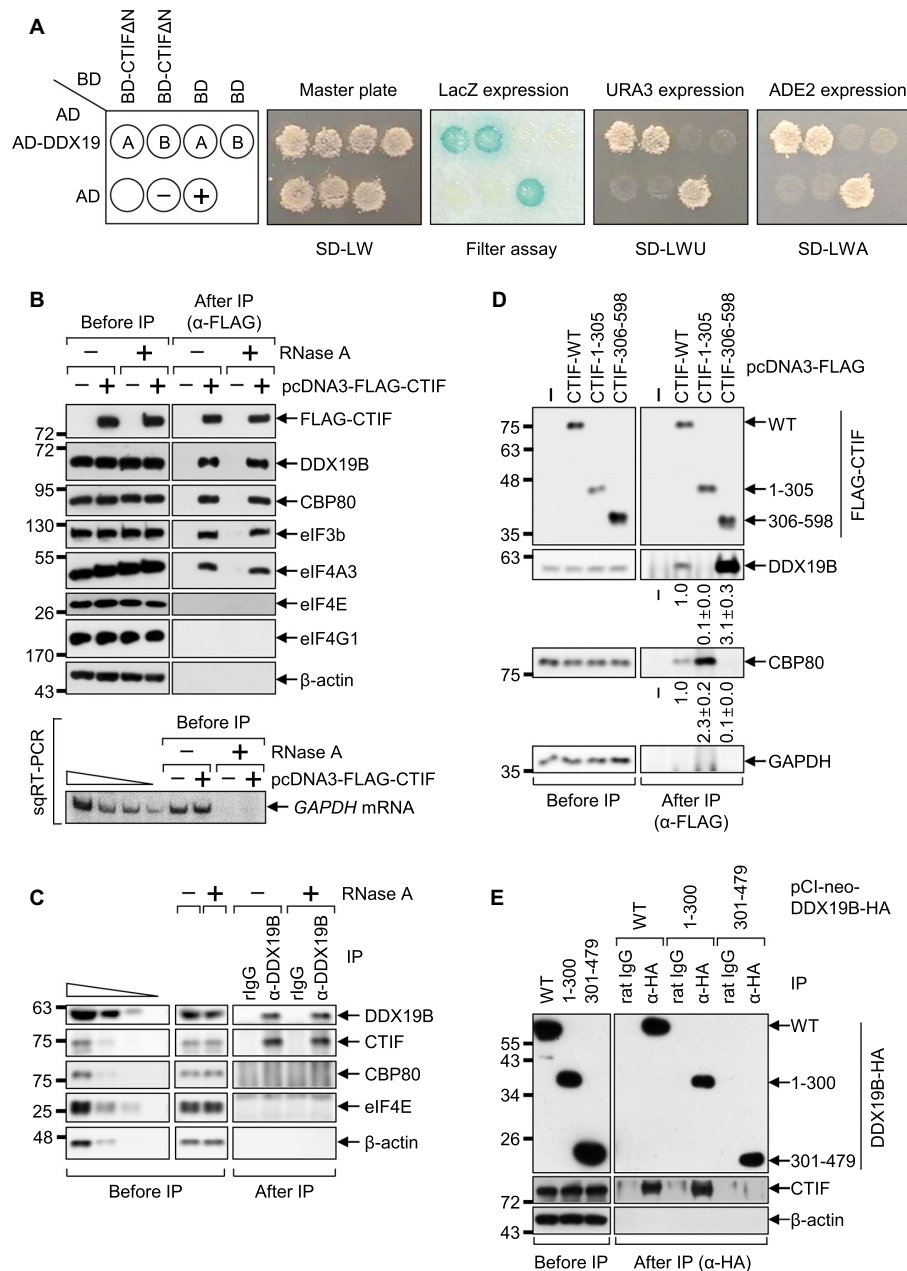 A
BD-CTIFΔN
BD-CTIFΔN
BD
BD
BD
AD
AD-DDX19
A
B
A
B
AD
−
+
Master plate
LacZ expression
URA3 expression
ADE2 expression
SD-LW
Filter assay
SD-LWU
SD-LWA
B
Before IP
After IP
(α-FLAG)
− + − + RNase A
− + − + − + − + pcDNA3-FLAG-CTIF
72 FLAG-CTIF
72 DDX19B
95 CBP80
130 eIF3b
55 eIF4A3
26 eIF4E
170 eIF4G1
43 β-actin
sqRT-PCR
Before IP
− + RNase A
− + − + pcDNA3-FLAG-CTIF
GAPDH mRNA
C
− + − + RNase A
rIgG
α-DDX19B
rIgG
α-DDX19B
IP
63 DDX19B
75 CTIF
75 CBP80
25 eIF4E
48 β-actin
Before IP
After IP
D
−
CTIF-WT
CTIF-1-305
CTIF-306-598
−
CTIF-WT
CTIF-1-305
CTIF-306-598
pcDNA3-FLAG
75
63
48
35
WT
1-305
306-598
FLAG-CTIF
63 DDX19B
−
1.0
0.1±0.0
3.1±0.3
75 CBP80
−
1.0
2.3±0.2
0.1±0.0
35 GAPDH
Before IP
After IP
(α-FLAG)
E
WT
1-300
301-479
pCI-neo-
DDX19B-HA
WT
1-300
301-479
rat IgG
α-HA
rat IgG
α-HA
rat IgG
α-HA
IP
55
43
34
26
WT
1-300
301-479
DDX19B-HA
72 CTIF
43 β-actin
Before IP
After IP (α-HA)